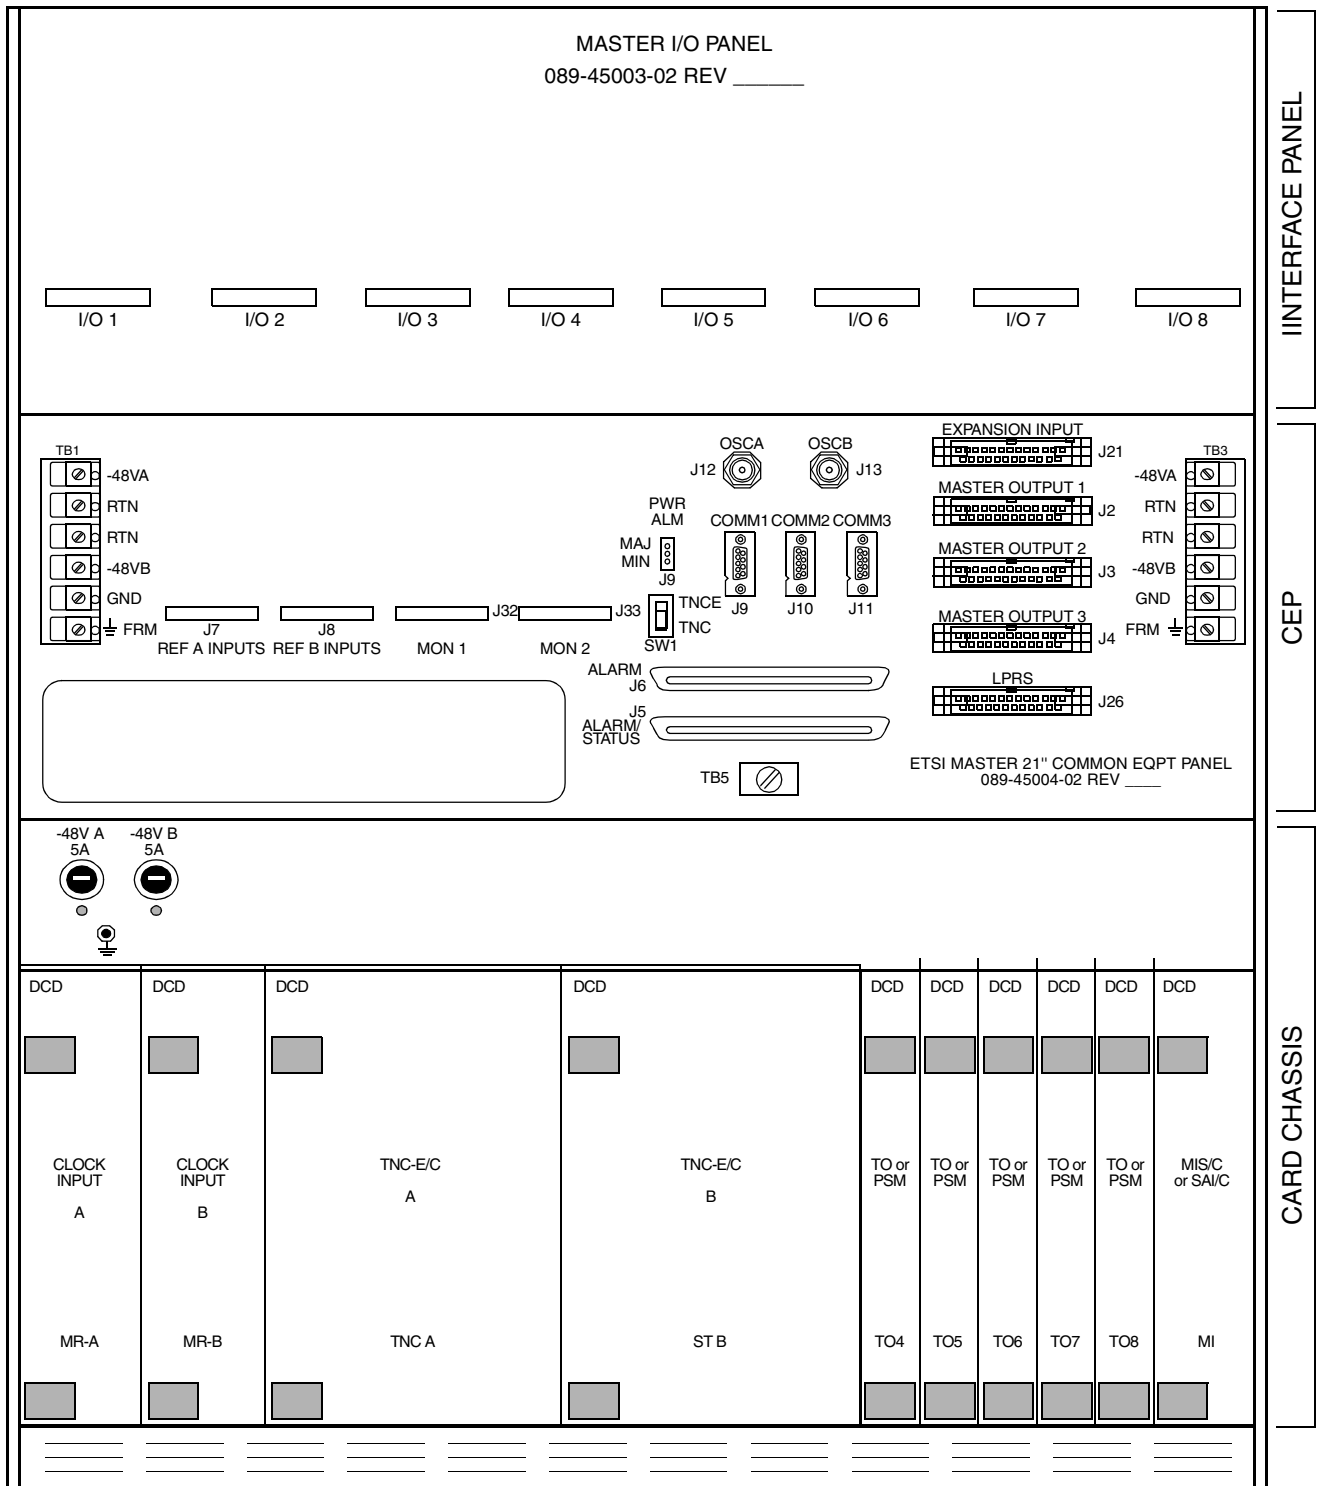 MASTER I/O PANEL
089-45003-02 REV ______
I/O 1
I/O 2
I/O 3
I/O 4
I/O 5
I/O 6
I/O 7
I/O 8
IINTERFACE PANEL
TB1
-48VA
RTN
RTN
-48VB
GND
FRM
J7
REF A INPUTS
J8
REF B INPUTS
J32
MON 1
J33
MON 2
OSCA
J12
OSCB
J13
PWR
ALM
MAJ
MIN
J9
COMM1
COMM2
COMM3
J9
J10
J11
TNCE
TNC
SW1
ALARM
J6
J5
ALARM/
STATUS
TB5
EXPANSION INPUT
J21
MASTER OUTPUT 1
J2
MASTER OUTPUT 2
J3
MASTER OUTPUT 3
J4
LPRS
J26
TB3
-48VA
RTN
RTN
-48VB
GND
FRM
ETSI MASTER 21" COMMON EQPT PANEL
089-45004-02 REV ____
CEP
-48V A
5A
-48V B
5A
DCD
DCD
DCD
DCD
DCD
DCD
DCD
DCD
DCD
DCD
CLOCK
INPUT
A
CLOCK
INPUT
B
TNC-E/C
A
TNC-E/C
B
TO or
PSM
TO or
PSM
TO or
PSM
TO or
PSM
TO or
PSM
MIS/C
or SAI/C
MR-A
MR-B
TNC A
ST B
TO4
TO5
TO6
TO7
TO8
MI
CARD CHASSIS